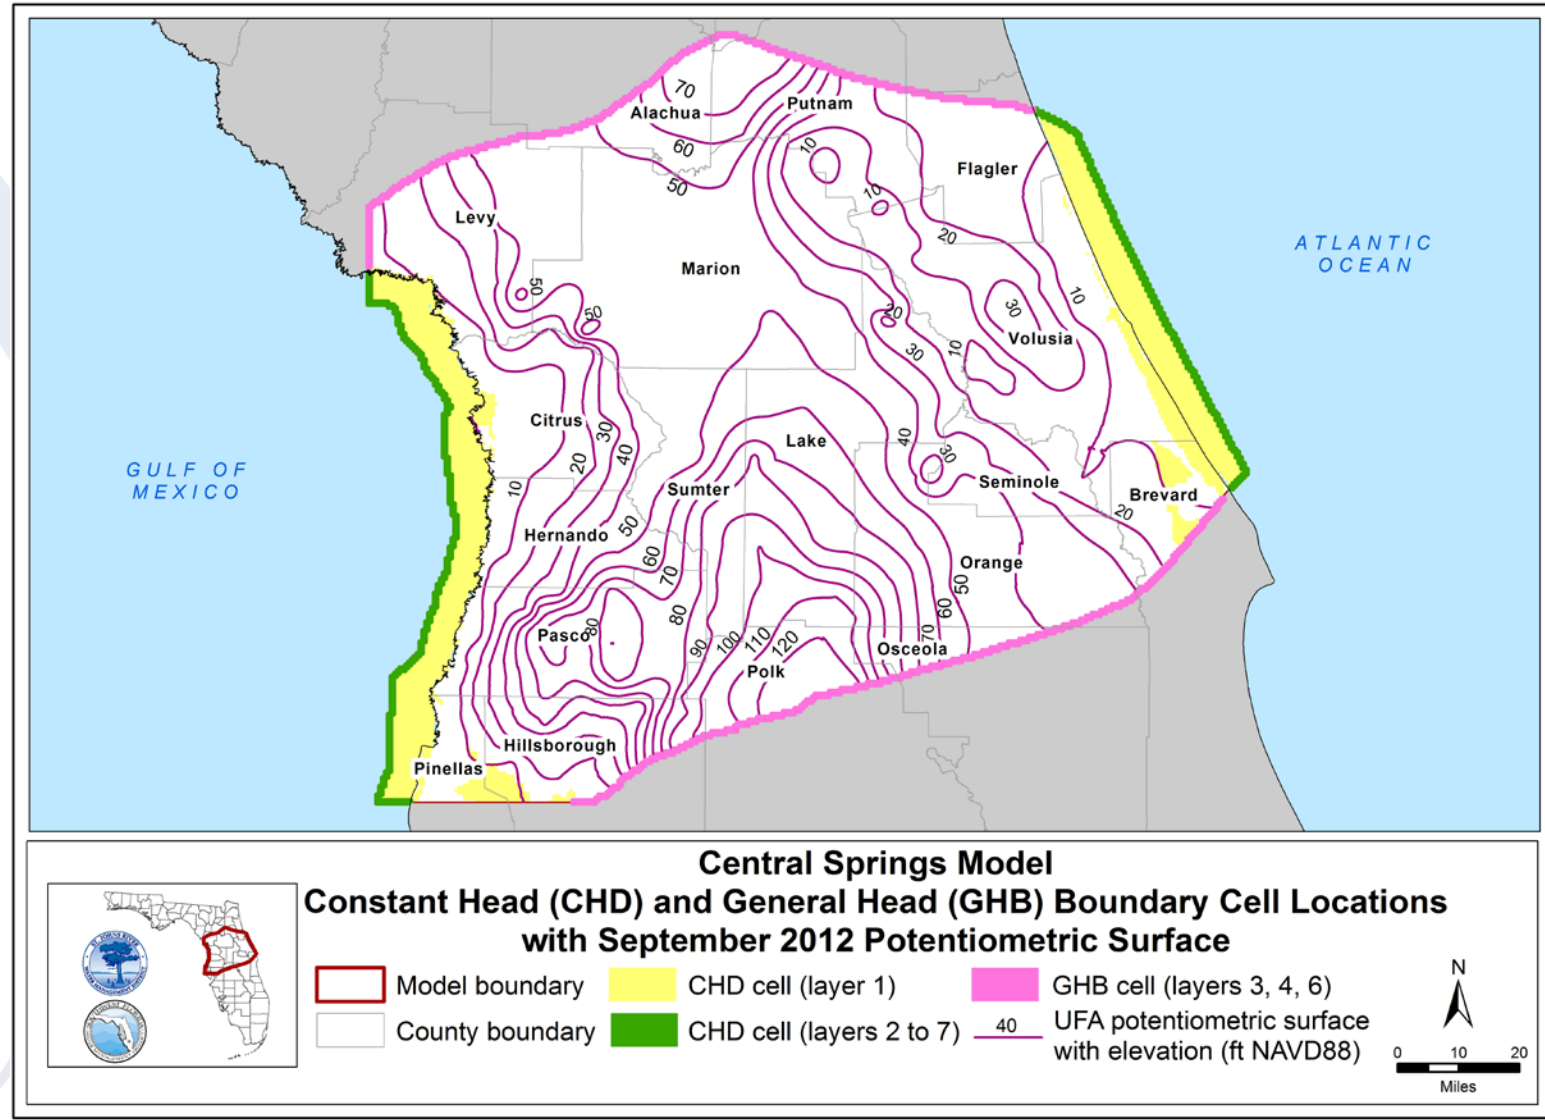 70
Alachua
Putnam
60
10
50
Flagler
10
Levy
20
ATLANTIC
OCEAN
Marion
50
10
30
50
20
Volusia
30
10
Citrus
30
40
Lake
40
30
20
GULF OF
MEXICO
10
Sumter
Seminole
Brevard
20
50
Hernando
60
70
Orange
50
60
80
Pasco
80
70
90
100
110
120
Osceola
Polk
Hillsborough
Pinellas
Central Springs Model
Constant Head (CHD) and General Head (GHB) Boundary Cell Locations
with September 2012 Potentiometric Surface
Model boundary
CHD cell (layer 1)
GHB cell (layers 3, 4, 6)
County boundary
CHD cell (layers 2 to 7)
40
UFA potentiometric surface
with elevation (ft NAVD88)
N
0 10 20
Miles